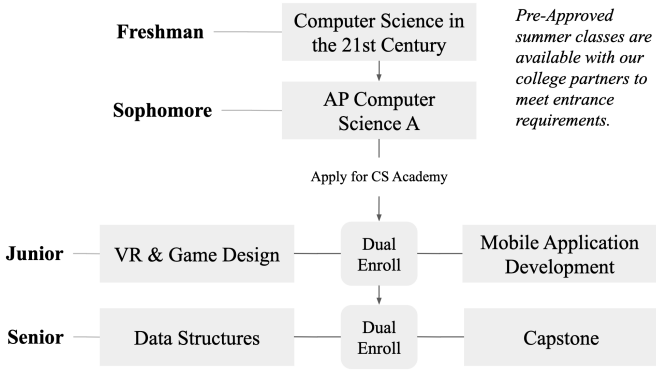 Freshman
Computer Science in
the 21st Century
Pre-Approved
summer classes are
available with our
college partners to
meet entrance
requirements.
Sophomore
AP Computer
Science A
Apply for CS Academy
Junior
VR & Game Design
Dual
Enroll
Mobile Application
Development
Senior
Data Structures
Dual
Enroll
Capstone